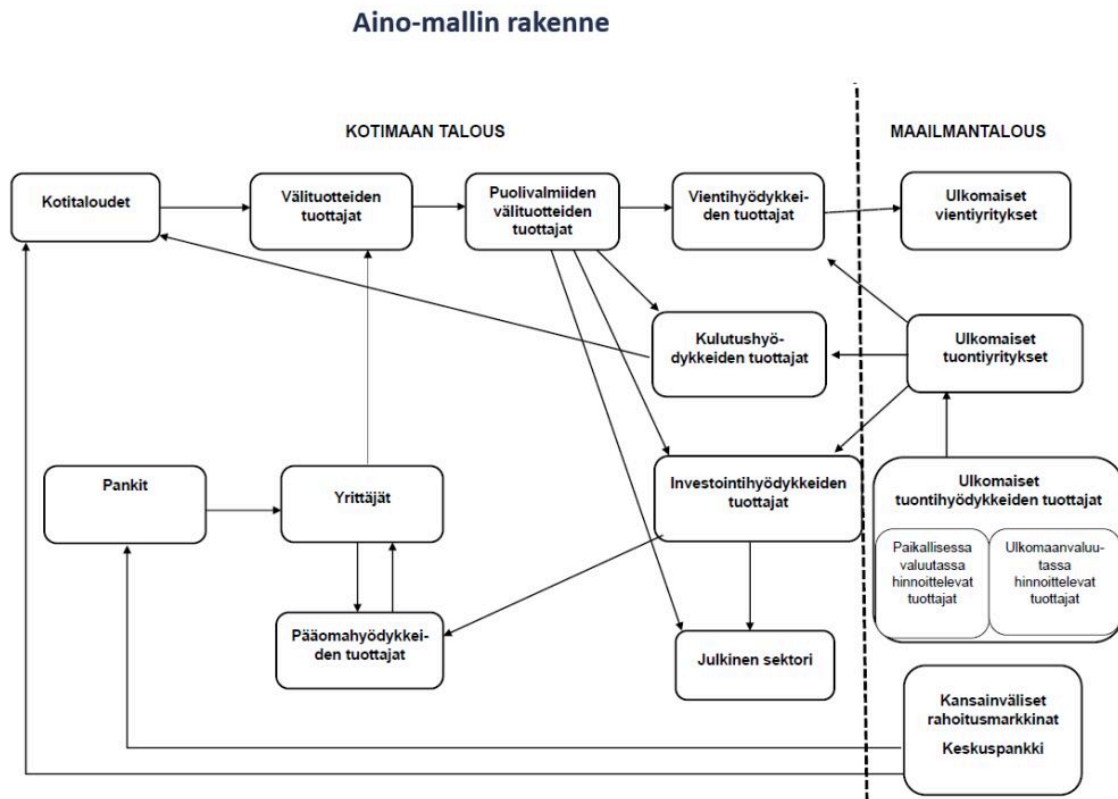 Aino-mallin rakenne
KOTIMAAN TALOUS
MAAILMANTALOUS
Kotitaloudet
Välituotteiden
tuottajat
Puolivalmiiden
välituotteiden
tuottajat
Vientihyödykkei-
den tuottajat
Ulkomaiset
vientiyritykset
Kulutushyö-
dykkeiden tuottajat
Ulkomaiset
tuontiyritykset
Pankit
Yrittäjät
Investointihyödykkeiden
tuottajat
Ulkomaiset
tuontihyödykkeiden tuottajat
Paikallisessa
valuutassa
hinnoittelevat
tuottajat
Ulkomaanvaluu-
tassa
hinnoittelevat
tuottajat
Pääomahyödykkei-
den tuottajat
Julkinen sektori
Kansainväliset
rahoitusmarkkinat
Keskuspankki